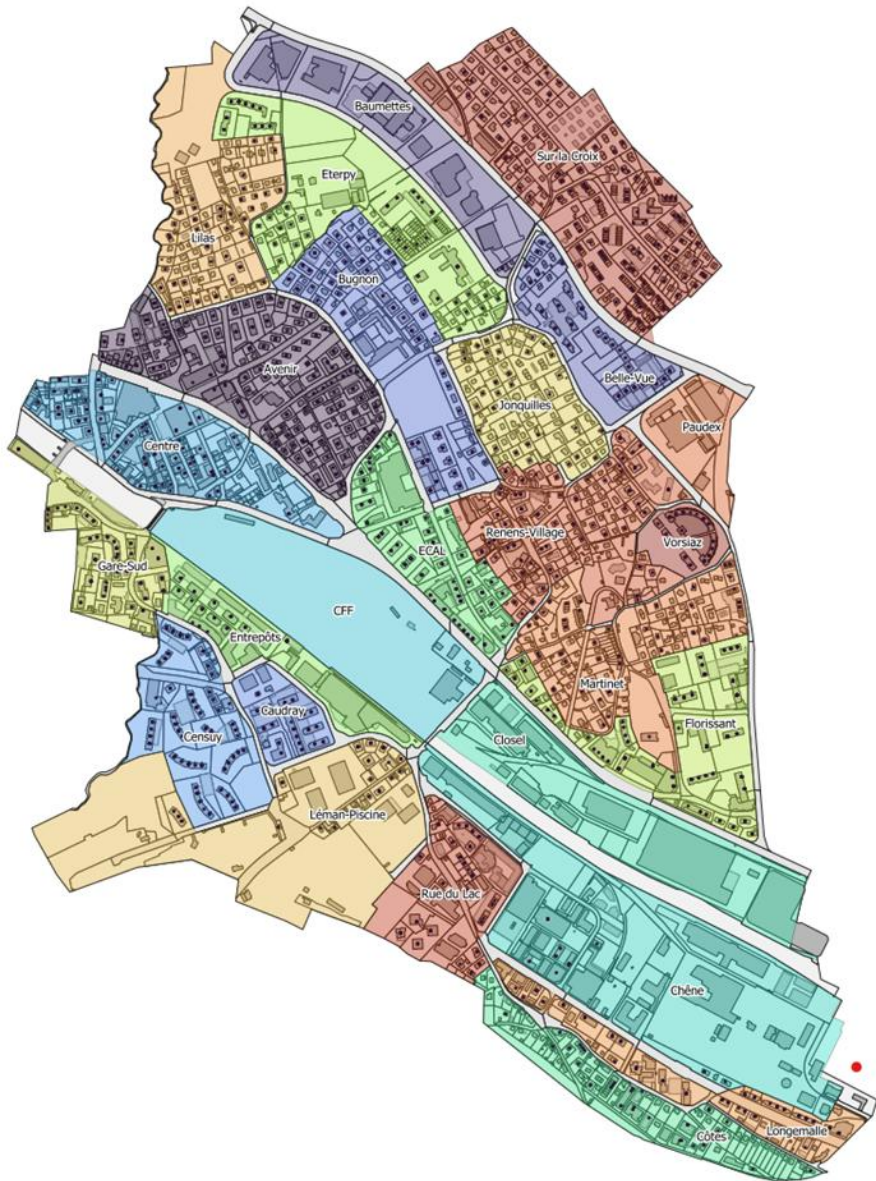 Baumettes
Sur la Croix
Eterpy
Lilas
Bugnon
Avenir
Belle-Vue
Jonquilles
Paudex
Centre
Renens-Village
Vorsiaz
ECAL
Gare-Sud
CFF
Entrepôts
Martinet
Caudray
Florissant
Censuy
Closel
Léman-Piscine
Rue du Lac
Chêne
Longemalle
Côtes